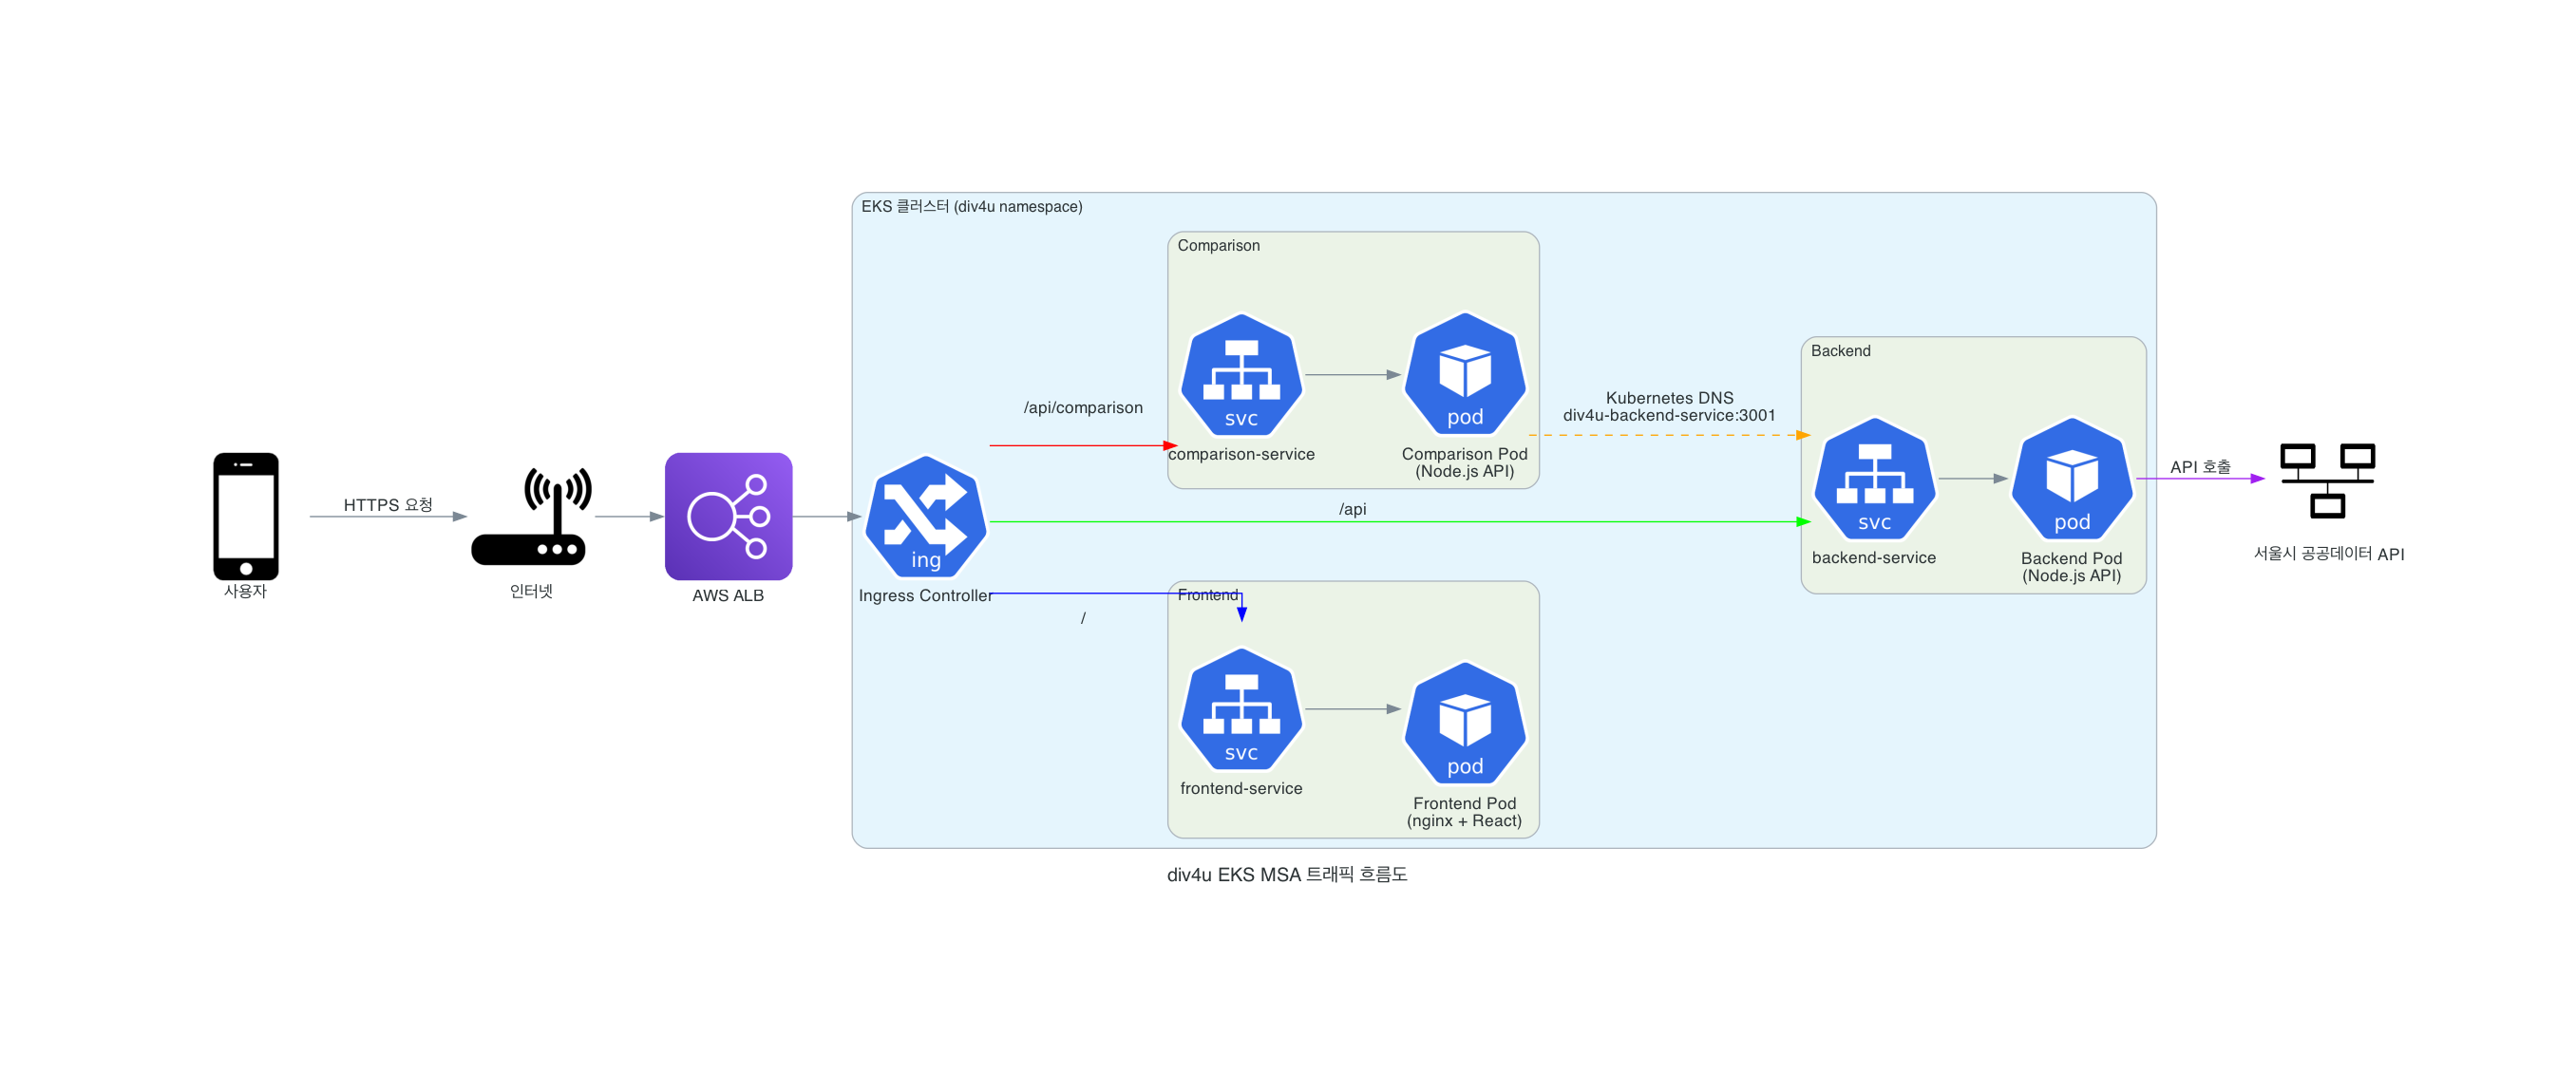 EKS 클러스터 (div4u namespace)
Comparison
svc
pod
comparison-service
Comparison Pod
(Node.js API)
/api/comparison
Kubernetes DNS
div4u-backend-service:3001
Backend
svc
pod
backend-service
Backend Pod
(Node.js API)
API 호출
서울시 공공데이터 API
HTTPS 요청
사용자
인터넷
AWS ALB
ing
Ingress Controller
/api
/
Frontend
svc
pod
frontend-service
Frontend Pod
(nginx + React)
div4u EKS MSA 트래픽 흐름도